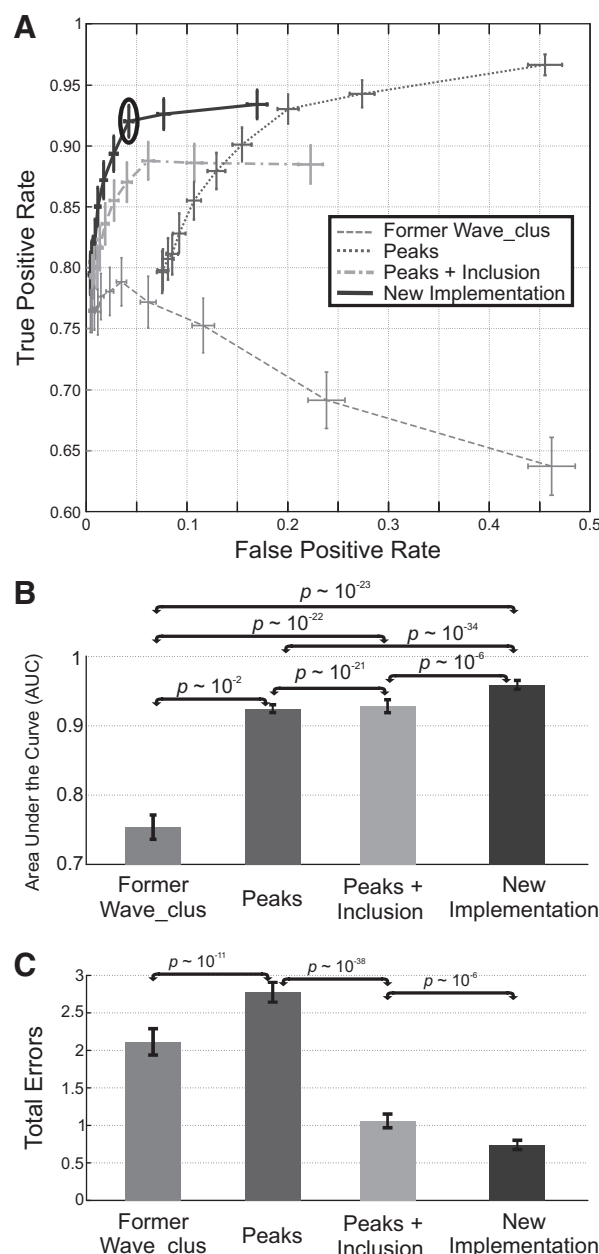 A
1
0.95
0.90
0.85
0.80
0.75
0.70
0.65
0.60
True Positive Rate
Former Wave_clus
Peaks
Peaks + Inclusion
New Implementation
0
0.1
0.2
0.3
0.4
0.5
False Positive Rate
B
p ~ 10-23
p ~ 10-22
p ~ 10-34
p ~ 10-2
p ~ 10-21
p ~ 10-6
1
0.9
0.8
0.7
Area Under the Curve (AUC)
Former
Wave_clus
Peaks
Peaks +
Inclusion
New
Implementation
C
p ~ 10-11
p ~ 10-38
p ~ 10-6
3
2.5
2
1.5
1
0.5
0
Total Errors
Former
Wave_clus
Peaks
Peaks +
Inclusion
New
Implementation